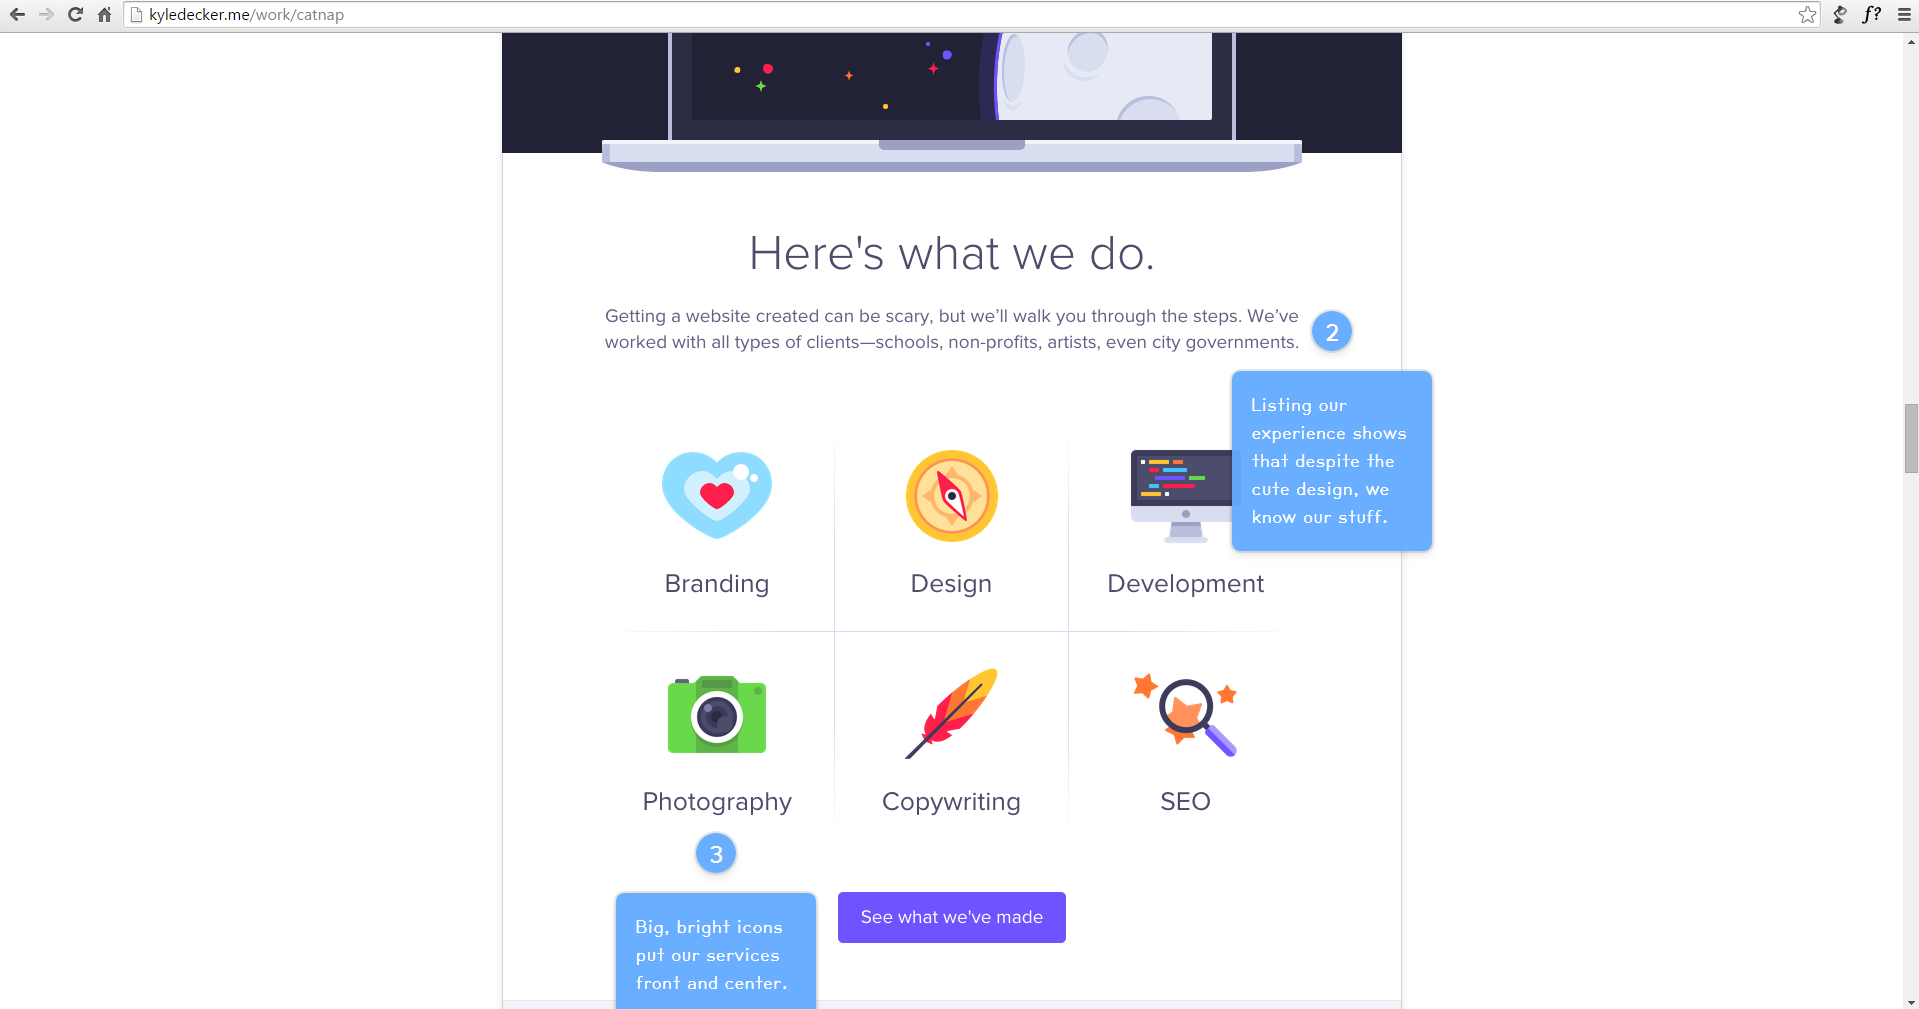 kyledecker.me/work/catnap
f?
Here's what we do.
Getting a website created can be scary, but we’ll walk you through the steps. We’ve
worked with all types of clients—schools, non-profits, artists, even city governments.
2
Listing our
experience shows
that despite the
cute design, we
know our stuff.
Branding
Design
Development
Photography
Copywriting
SEO
3
Big, bright icons
put our services
front and center.
See what we've made